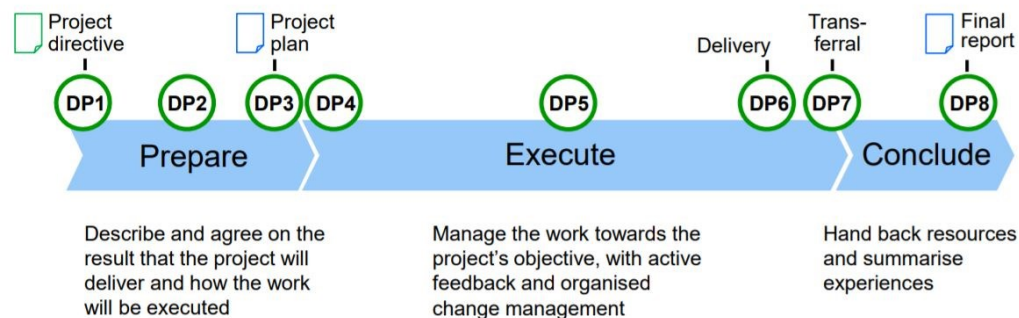 Project
directive
Project
plan
Delivery
Trans-
ferral
Final
report
DP1
DP2
DP3
DP4
DP5
DP6
DP7
DP8
Prepare
Execute
Conclude
Describe and agree on the
result that the project will
deliver and how the work
will be executed
Manage the work towards the
project's objective, with active
feedback and organised
change management
Hand back resources
and summarise
experiences